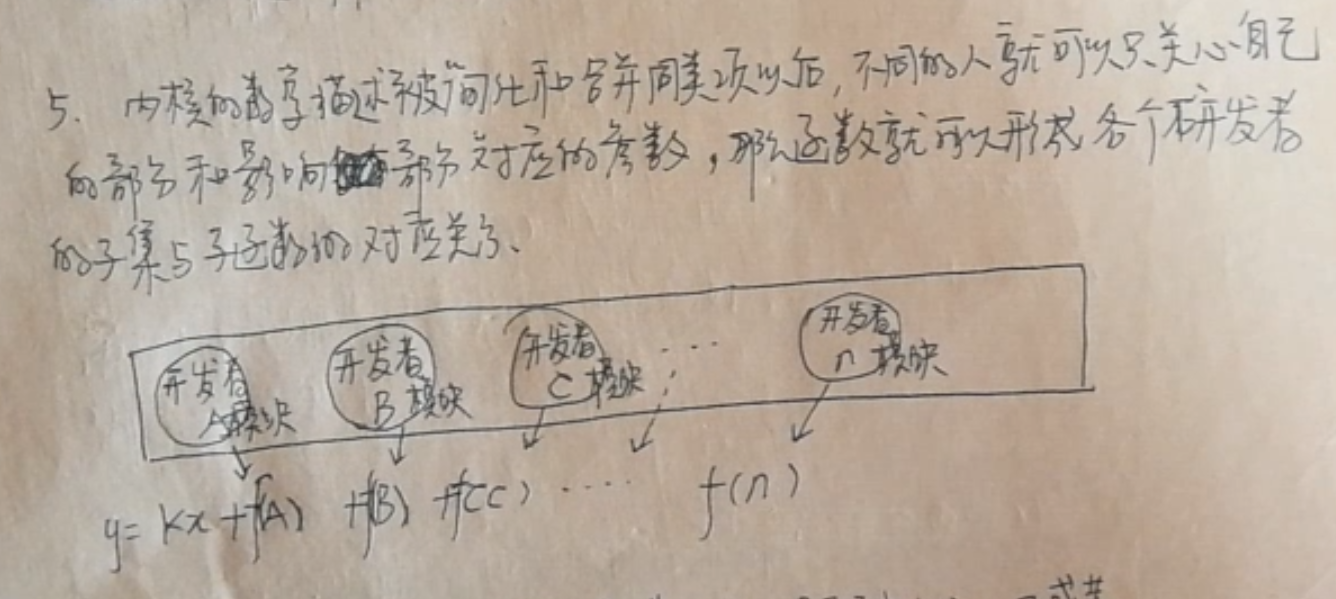 5. 内核的数学描述被简化和合并同类项以后,不同的人就可以只关心自己
的部分和影响部分对应的参数,那么函数就可以形成各个研发者
的子集与子函数的对应关系、
开发者
A模块
开发者
B模块
开发者
C模块
......
开发者
n模块
y= kx+f(A) +f(B) +f(C) ..... f(n)